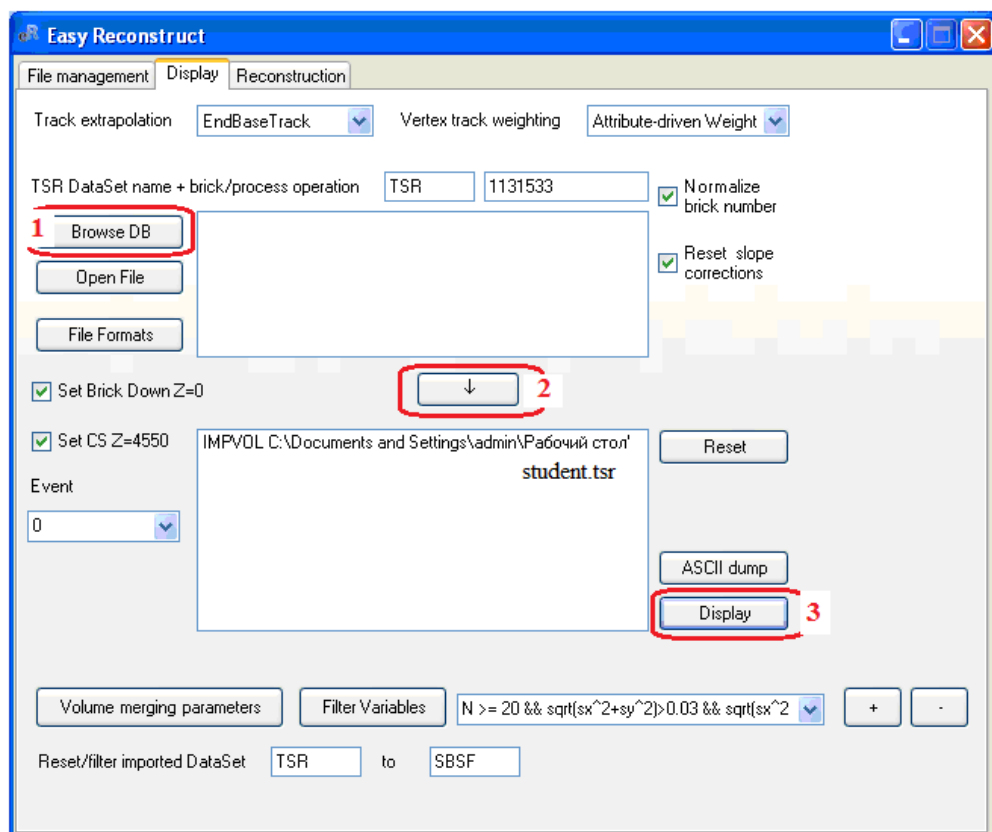 Easy Reconstruct
File management Display Reconstruction
Track extrapolation EndBaseTrack Vertex track weighting Attribute-driven Weight
TSR DataSet name + brick/process operation TSR 1131533 Normalize
brick number
1 Browse DB
Reset slope
corrections
Open File
File Formats
Set Brick Down Z=0 ↓ 2
Set CS Z=4550 IMPVOL C:\Documents and Settings\admin\Рабочий стол' Reset
student.tsr
Event
0
ASCII dump
Display 3
Volume merging parameters Filter Variables N >= 20 && sqrt(sx^2+sy^2)>0.03 && sqrt(sx^2 + -
Reset/filter imported DataSet TSR to SBSF